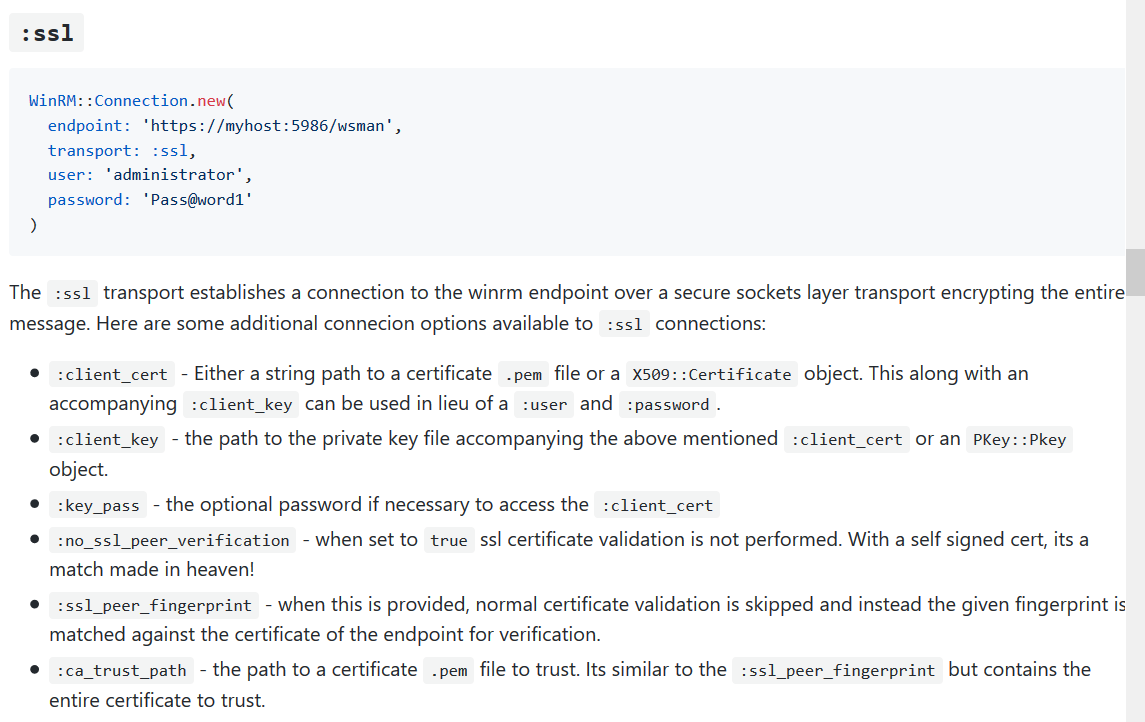 :ssl
WinRM::Connection.new(
  endpoint: 'https://myhost:5986/wsman',
  transport: :ssl,
  user: 'administrator',
  password: 'Pass@word1'
)
The :ssl transport establishes a connection to the winrm endpoint over a secure sockets layer transport encrypting the entire
message. Here are some additional connecion options available to :ssl connections:
• :client_cert - Either a string path to a certificate .pem file or a X509::Certificate object. This along with an
accompanying :client_key can be used in lieu of a :user and :password.
• :client_key - the path to the private key file accompanying the above mentioned :client_cert or an PKey::Pkey
object.
• :key_pass - the optional password if necessary to access the :client_cert
• :no_ssl_peer_verification - when set to true ssl certificate validation is not performed. With a self signed cert, its a
match made in heaven!
• :ssl_peer_fingerprint - when this is provided, normal certificate validation is skipped and instead the given fingerprint is
matched against the certificate of the endpoint for verification.
• :ca_trust_path - the path to a certificate .pem file to trust. Its similar to the :ssl_peer_fingerprint but contains the
entire certificate to trust.